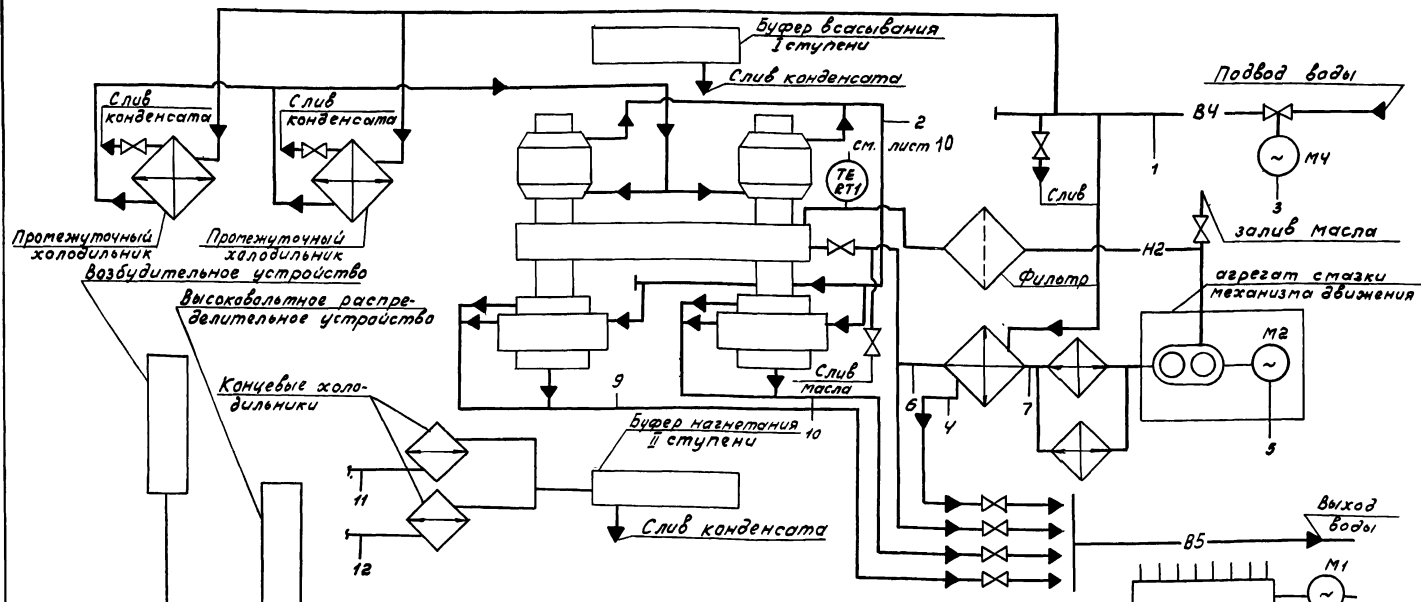 Буфер всасывания
I ступени
Слив конденсата
Подвод воды
Слив
конденсата
Слив
конденсата
В4
2
см. лист 10
TE
RT1
1
М4
3
Слив
залив масла
Промежуточный
холодильник
Промежуточный
холодильник
Н2
Фильтр
Возбудительное устройство
агрегат смазки
механизма движения
Высоковольтное распре-
делительное устройство
М2
Слив
масла
Концевые холо-
дильники
9
10
6
4
7
5
Буфер нагнетания
II ступени
11
12
Слив конденсата
Выход
воды
В5
М1